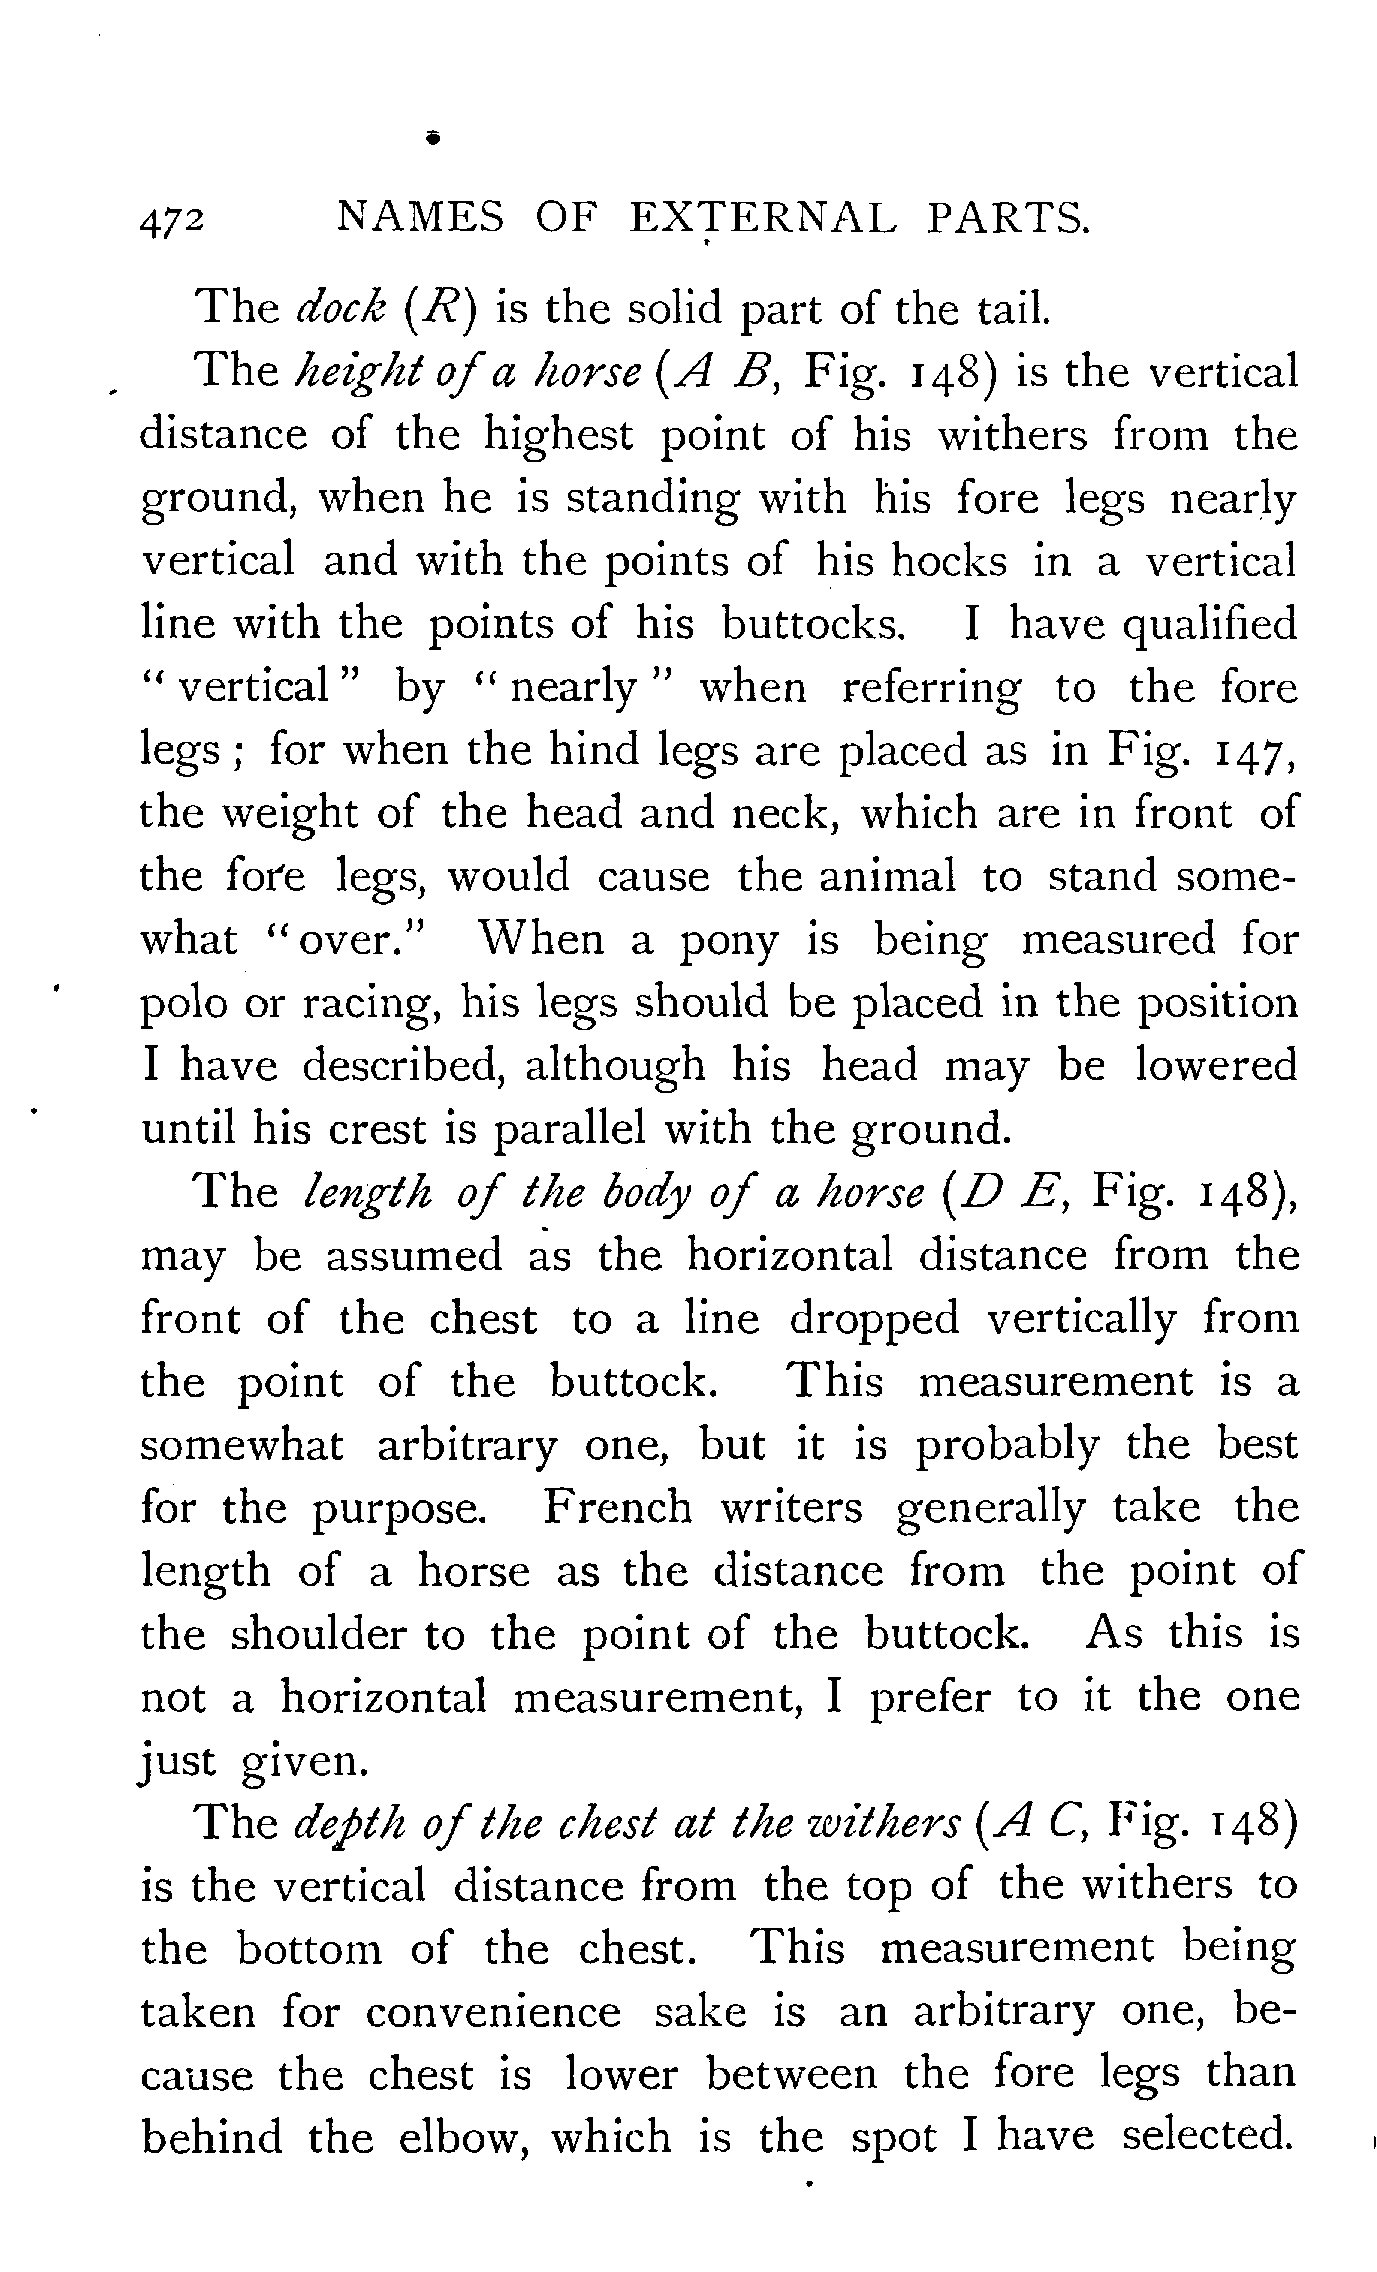 472 NAMES OF EXTERNAL PARTS.
The dock (R) is the solid part of the tail.
The height of a horse (A B, Fig. 148) is the vertical
distance of the highest point of his withers from the
ground, when he is standing with his fore legs nearly
vertical and with the points of his hocks in a vertical
line with the points of his buttocks. I have qualified
“ vertical ” by “ nearly ” when referring to the fore
legs ; for when the hind legs are placed as in Fig. 147,
the weight of the head and neck, which are in front of
the fore legs, would cause the animal to stand some-
what “ over.” When a pony is being measured for
polo or racing, his legs should be placed in the position
I have described, although his head may be lowered
until his crest is parallel with the ground.
The length of the body of a horse (D E, Fig. 148),
may be assumed as the horizontal distance from the
front of the chest to a line dropped vertically from
the point of the buttock. This measurement is a
somewhat arbitrary one, but it is probably the best
for the purpose. French writers generally take the
length of a horse as the distance from the point of
the shoulder to the point of the buttock. As this is
not a horizontal measurement, I prefer to it the one
just given.
The depth of the chest at the withers (A C, Fig. 148)
is the vertical distance from the top of the withers to
the bottom of the chest. This measurement being
taken for convenience sake is an arbitrary one, be-
cause the chest is lower between the fore legs than
behind the elbow, which is the spot I have selected.